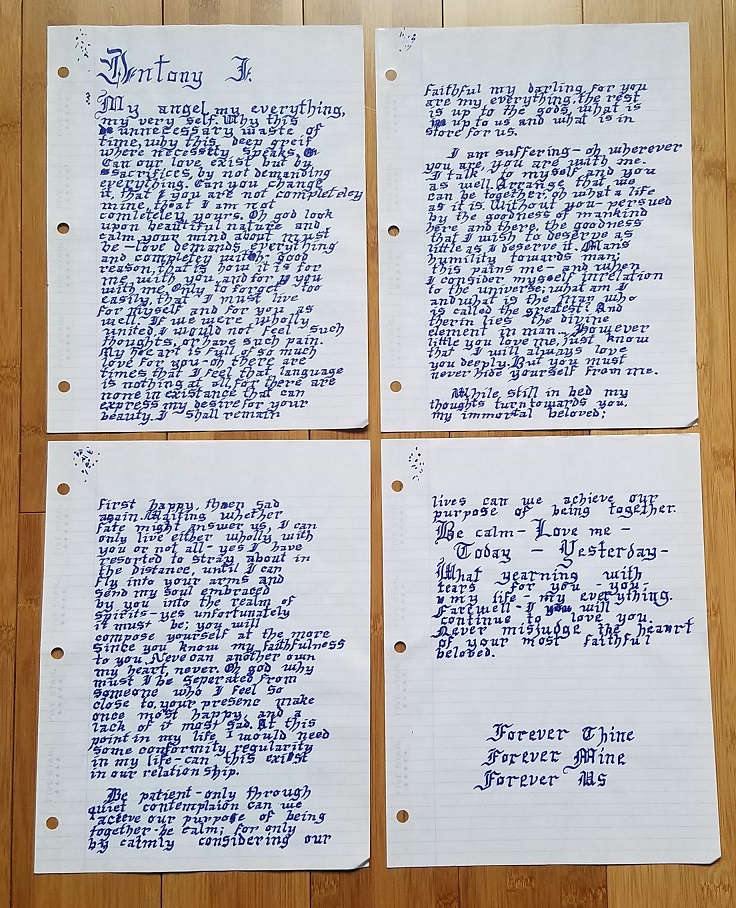 Antony J.
My angel, my everything,
my very self. Why this
unnecessary waste of
time, why this deep greif
where necessity speaks,
Can our love exist but by
sacrifices, by not demanding
everything. Can you change
it, that you are not completeley
mine, that I am not
comleteley yours. Oh god look
upon beautiful nature and
calm your mind about must
be - love demands everything
and completely with good
reason, that is how it is for
me with you, and for you
with me. Only to forget too
easily, that I must live
for myself and for you as
well. If we were wholly
united I would not feel such
thoughts, or have such pain.
My heart is full of so much
love for you - oh there are
times that I feel that language
is nothing at all, for there are
none in existance that can
express my desire for your
beauty. I shall remain
faithful my darling for you
are my everything, the rest
is up to the gods, what is
up to us and what is in
store for us.
I am suffering - oh wherever
you are, you are with me.
I talk to myself and you
as well. Arrange that we
can be together, oh what a life
as it is. Without you - persued
by the goodness of mankind
here and there, the goodness
that I wish to deserve as
little as I deserve it. Mans
humility towards man;
this pains me - and when
I consider myself inrelation
to the universe; what am I
and what is the man who
is called the greatest. And
therin lies the divine
element in man. However
little you love me, just know
that I will always love
you deeply. But you must
never hide yourself from me.
While still in bed my
thoughts turn towards you,
my immortal beloved;
first happy, then sad
again. Waiting whether
fate might answer us, I can
only live either wholly with
you or not all - yes I have
resorted to stray about in
the distance, until I can
fly into your arms and
send my soul embraced
by you into the realm of
spirits - yes unfortunately
it must be; you will
compose yourself at the more
since you know my faithfulness
to you. Neve can another own
my heart, never. Oh god why
must I be seperated from
someone who I feel so
close to, your presenc make
once most happy and a
lack of it most sad. At this
point in my life I would need
some conformity regularity
in my life - can this exist
in our relationship.
Be patient - only through
quiet contemplaion can we
acieve our purpose of being
together - be calm; for only
by calmly considering our
lives can we achieve our
purpose of being together.
Be calm - Love me -
Today - Yesterday -
What yearning with
tears for you - you -
my life - my everything.
Farewell - I will
continue to love you.
Never misjudge the heart
of your most faithful
beloved.
Forever Thine
Forever Mine
Forever Us